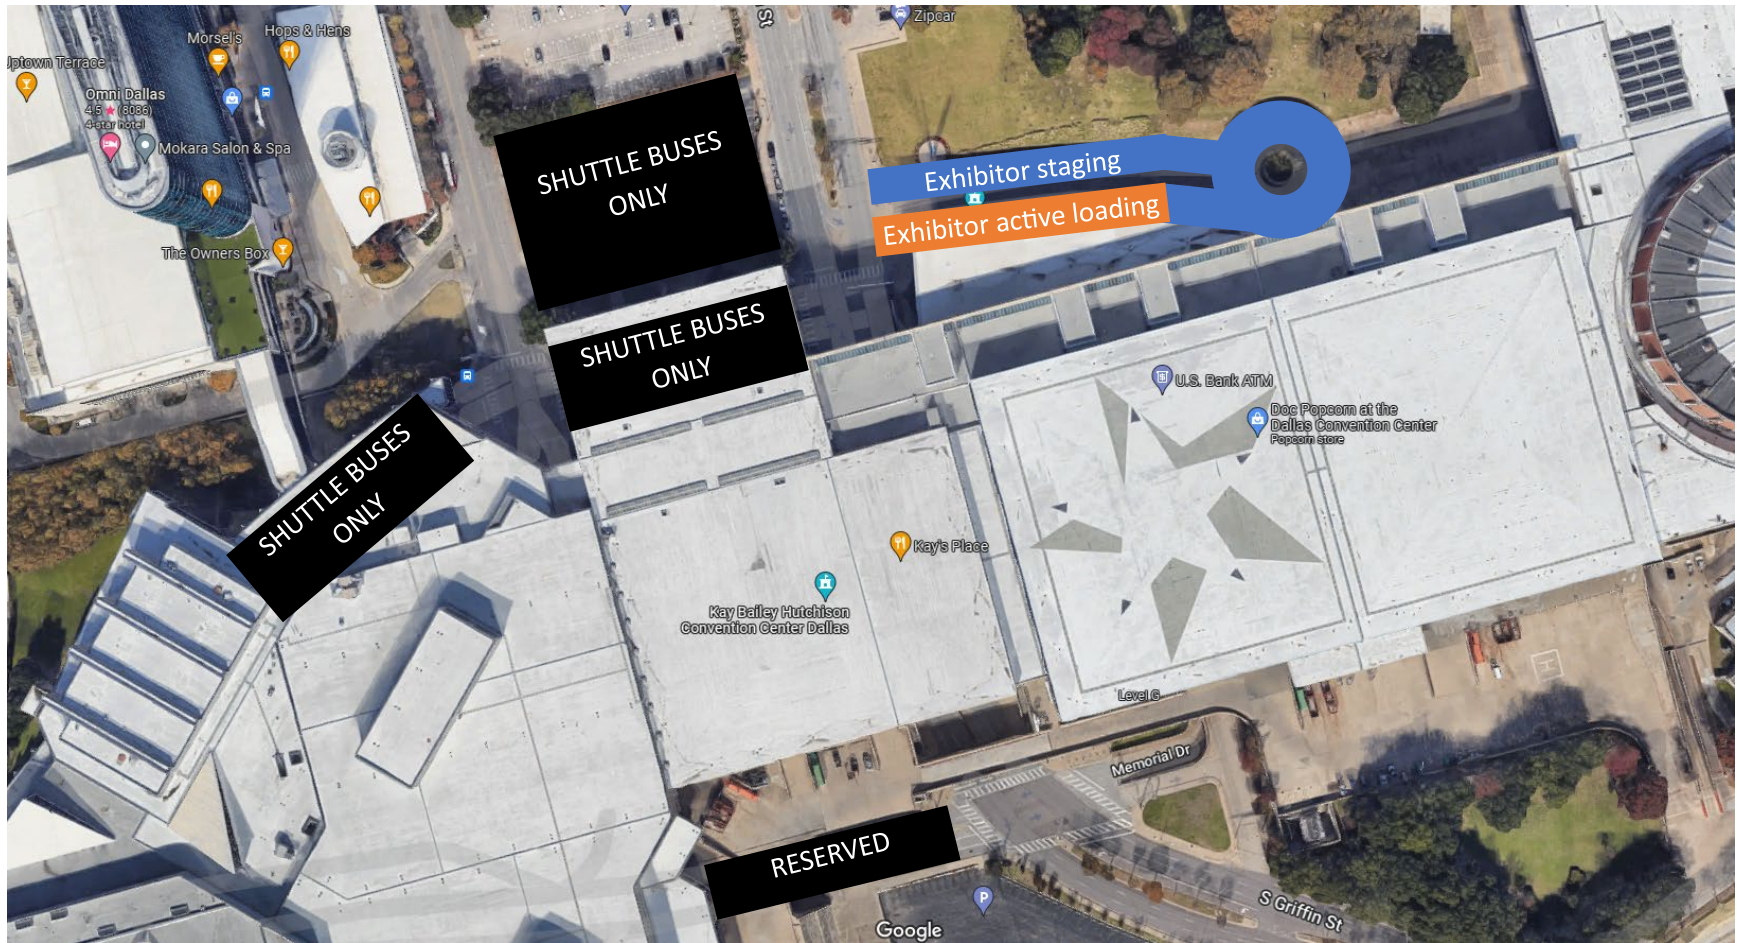 St
Zipcar
Morsel's
Hops & Hens
Uptown Terrace
Omni Dallas
4.5 ★ (8086)
4-star hotel
Mokara Salon & Spa
The Owners Box
SHUTTLE BUSES
ONLY
Exhibitor staging
Exhibitor active loading
SHUTTLE BUSES
ONLY
SHUTTLE BUSES
ONLY
U.S. Bank ATM
Doc Popcorn at the
Dallas Convention Center
Popcorn store
Kay's Place
Kay Bailey Hutchison
Convention Center Dallas
Level G
Memorial Dr
RESERVED
P
S Griffin St
Google
H